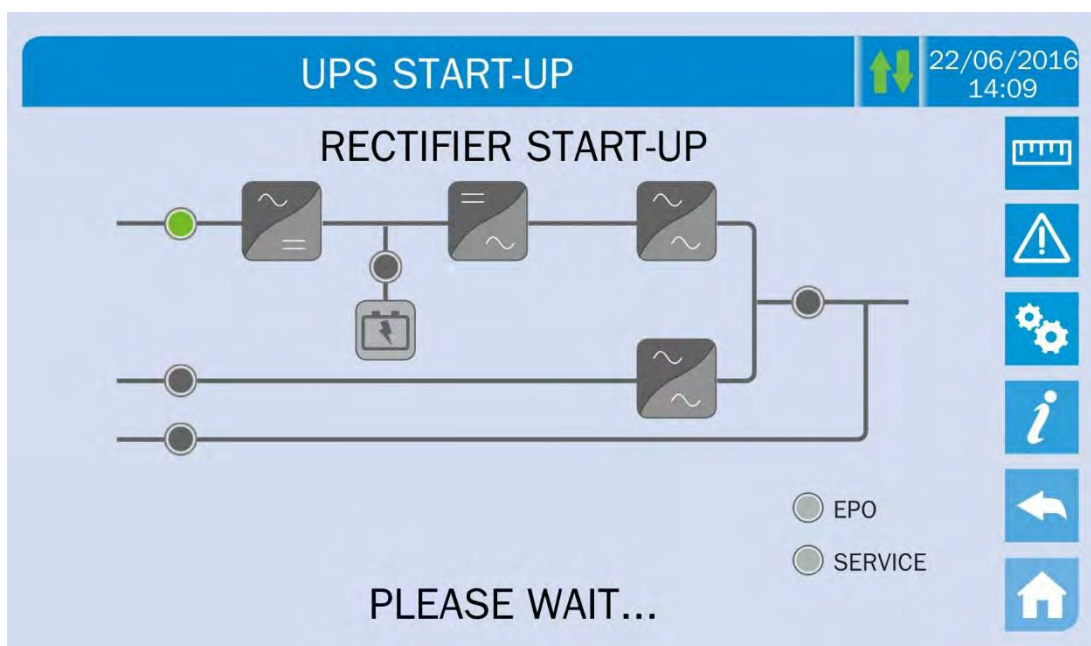 UPS START-UP
22/06/2016
14:09
RECTIFIER START-UP
EPO
SERVICE
PLEASE WAIT...